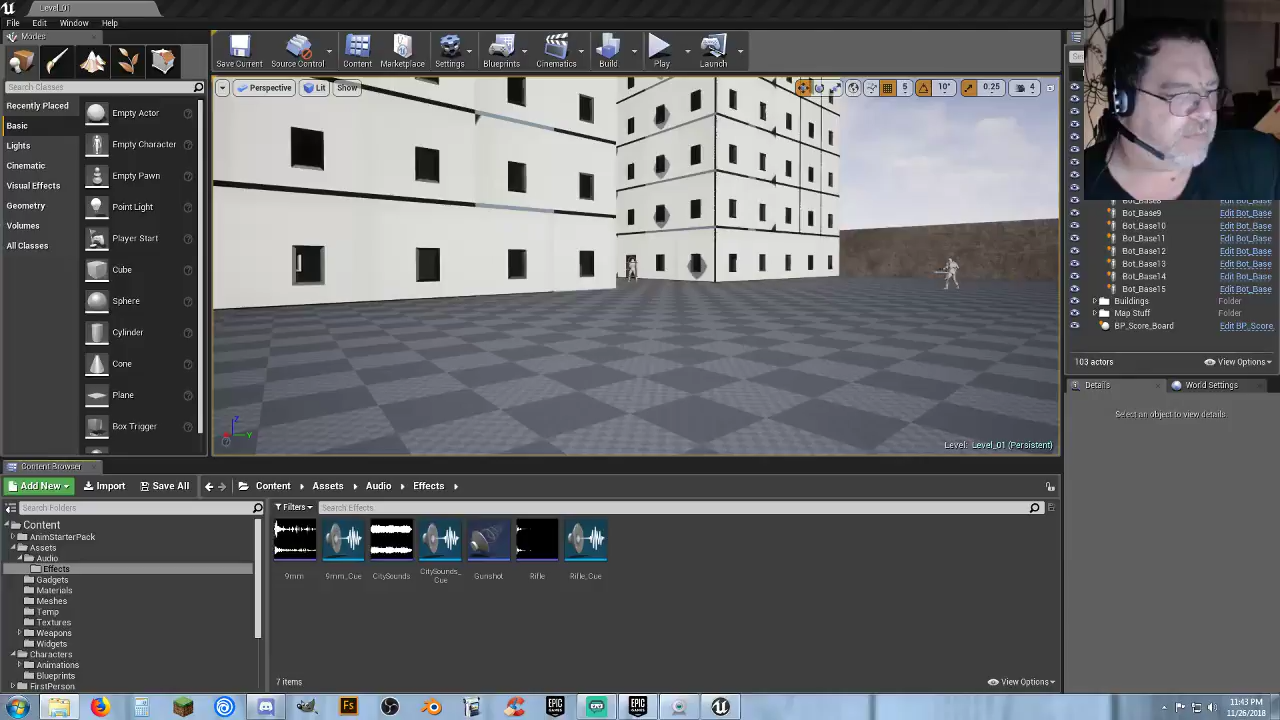 Level_01
File Edit Window Help
Modes
Search Classes
Recently Placed
Basic
Lights
Cinematic
Visual Effects
Geometry
Volumes
All Classes
Empty Actor
Empty Character
Empty Pawn
Point Light
Player Start
Cube
Sphere
Cylinder
Cone
Plane
Box Trigger
Save Current
Source Control
Content
Marketplace
Settings
Blueprints
Cinematics
Build
Play
Launch
Perspective
Lit
Show
5
10°
0.25
4
Level: Level_01 (Persistent)
Bot_Base9 Edit Bot_Base
Bot_Base10 Edit Bot_Base
Bot_Base11 Edit Bot_Base
Bot_Base12 Edit Bot_Base
Bot_Base13 Edit Bot_Base
Bot_Base14 Edit Bot_Base
Bot_Base15 Edit Bot_Base
Buildings Folder
Map Stuff Folder
BP_Score_Board Edit BP_Score
103 actors
View Options
Details
World Settings
Select an object to view details.
Content Browser
Add New
Import
Save All
Content
Assets
Audio
Effects
Search Folders
Filters
Search Effects
Content
AnimStarterPack
Assets
Audio
Effects
Gadgets
Materials
Meshes
Temp
Textures
Weapons
Widgets
Characters
Animations
Blueprints
FirstPerson
9mm
9mm_Cue
CitySounds
CitySounds_
Cue
Gunshot
Rifle
Rifle_Cue
7 items
View Options
11:43 PM
11/26/2018